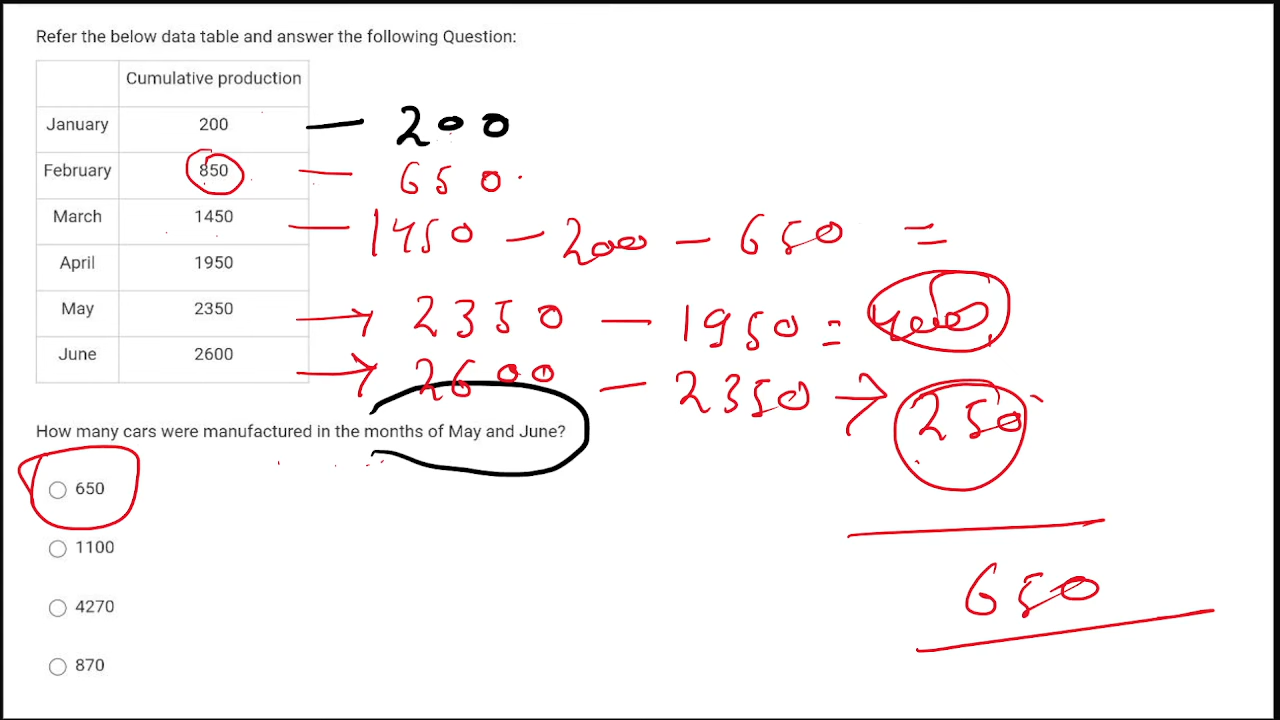 Refer the below data table and answer the following Question:
Cumulative production
January 200 — 200
February 850 — 650
March 1450 — 1450 - 200 - 650 =
April 1950
May 2350 → 2350 - 1950 = 400
June 2600 → 2600 - 2350 → 250
How many cars were manufactured in the months of May and June?
650
1100
650
4270
870